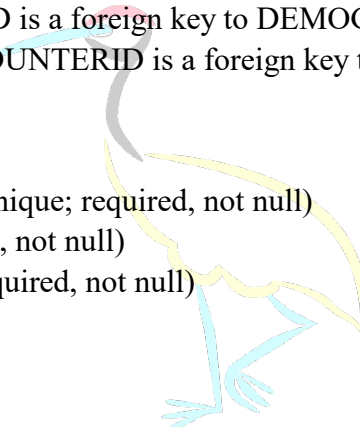 D is a foreign key to DEMOG
OUNTERID is a foreign key t
nique; required, not null)
, not null)
quired, not null)